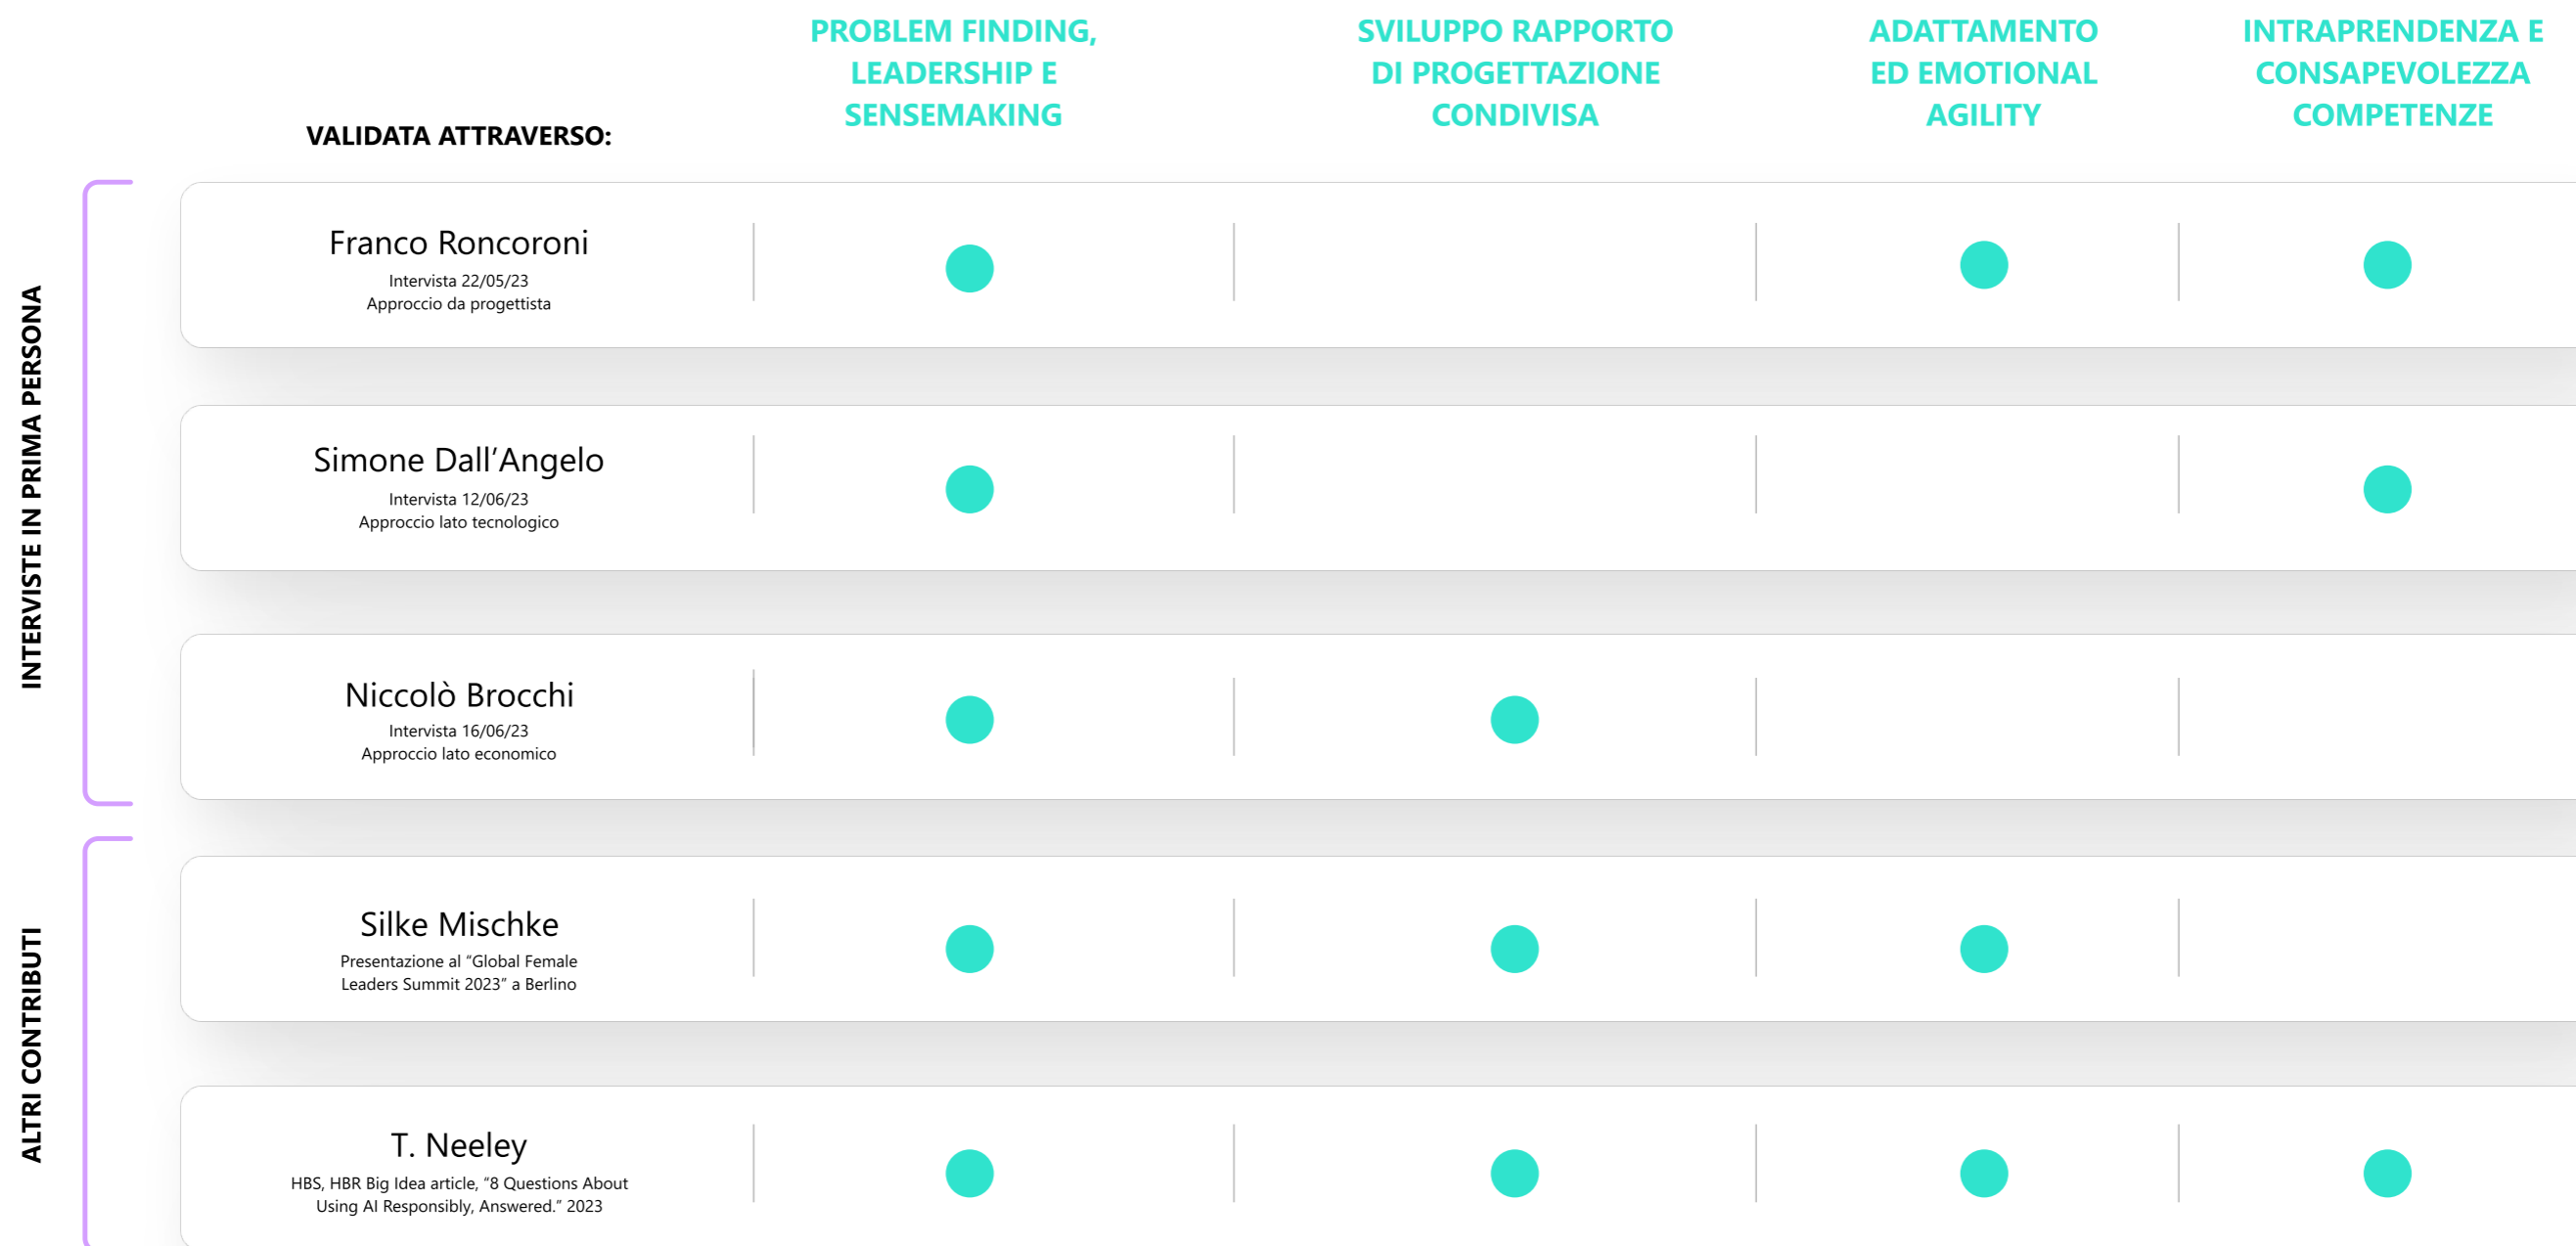 PROBLEM FINDING,
LEADERSHIP E
SENSEMAKING
SVILUPPO RAPPORTO
DI PROGETTAZIONE
CONDIVISA
ADATTAMENTO
ED EMOTIONAL
AGILITY
INTRAPRENDENZA E
CONSAPEVOLEZZA
COMPETENZE
VALIDATA ATTRAVERSO:
INTERVISTE IN PRIMA PERSONA
Franco Roncoroni
Intervista 22/05/23
Approccio da progettista
Simone Dall’Angelo
Intervista 12/06/23
Approccio lato tecnologico
Niccolò Brocchi
Intervista 16/06/23
Approccio lato economico
ALTRI CONTRIBUTI
Silke Mischke
Presentazione al “Global Female
Leaders Summit 2023” a Berlino
T. Neeley
HBS, HBR Big Idea article, “8 Questions About
Using AI Responsibly, Answered.” 2023